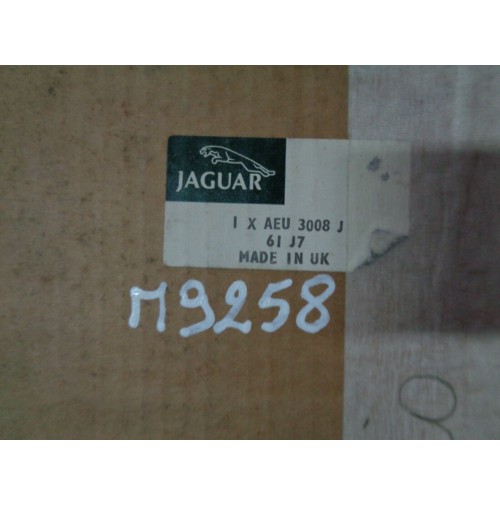 JAGUAR
1 X AEU 3008 J
61 J7
MADE IN UK
M9258